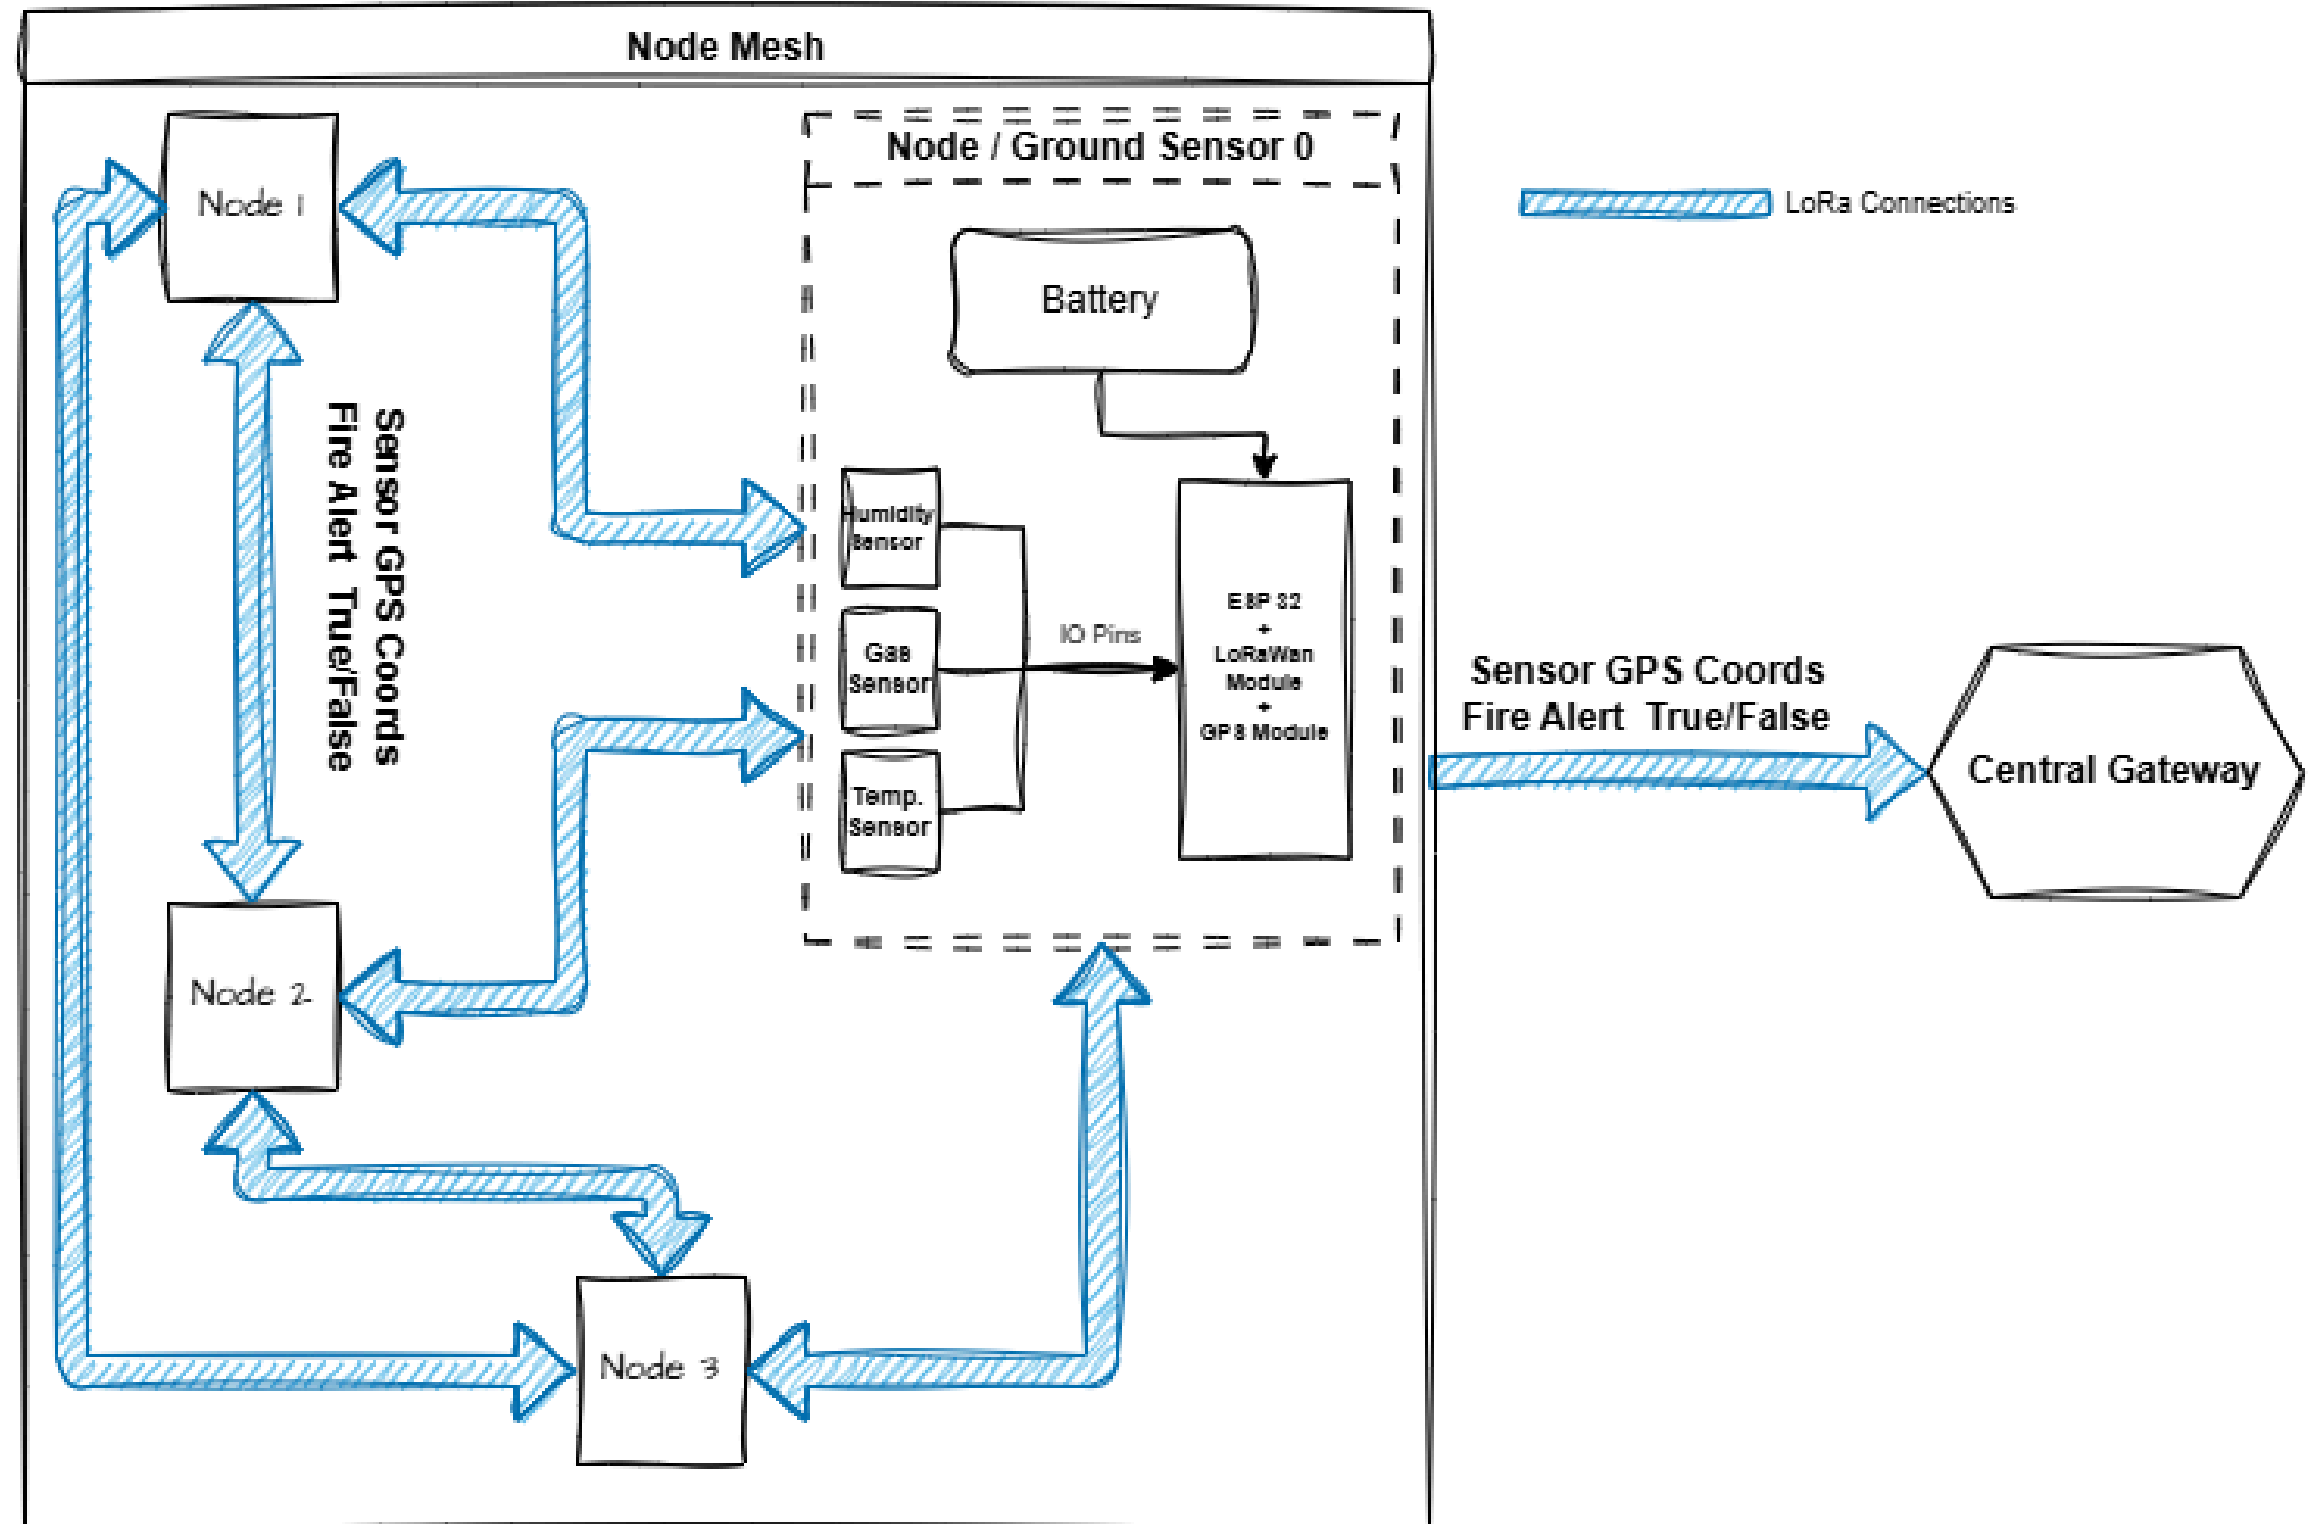 Node Mesh
Node / Ground Sensor 0
Node 1
LoRa Connections
Battery
Sensor GPS Coords
Fire Alert True/False
Humidity
Sensor
Gas
Sensor
Temp.
Sensor
IO Pins
ESP 32
+
LoRaWan
Module
+
GPS Module
Sensor GPS Coords
Fire Alert True/False
Central Gateway
Node 2
Node 3